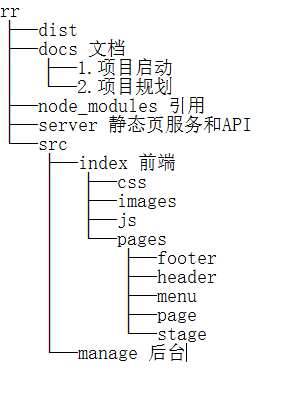 rr
├──dist
├──docs 文档
│   ├──1.项目启动
│   └──2.项目规划
├──node_modules 引用
├──server 静态页服务和API
└──src
    ├──index 前端
    │   ├──css
    │   ├──images
    │   ├──js
    │   └──pages
    │       ├──footer
    │       ├──header
    │       ├──menu
    │       ├──page
    │       └──stage
    └──manage 后台